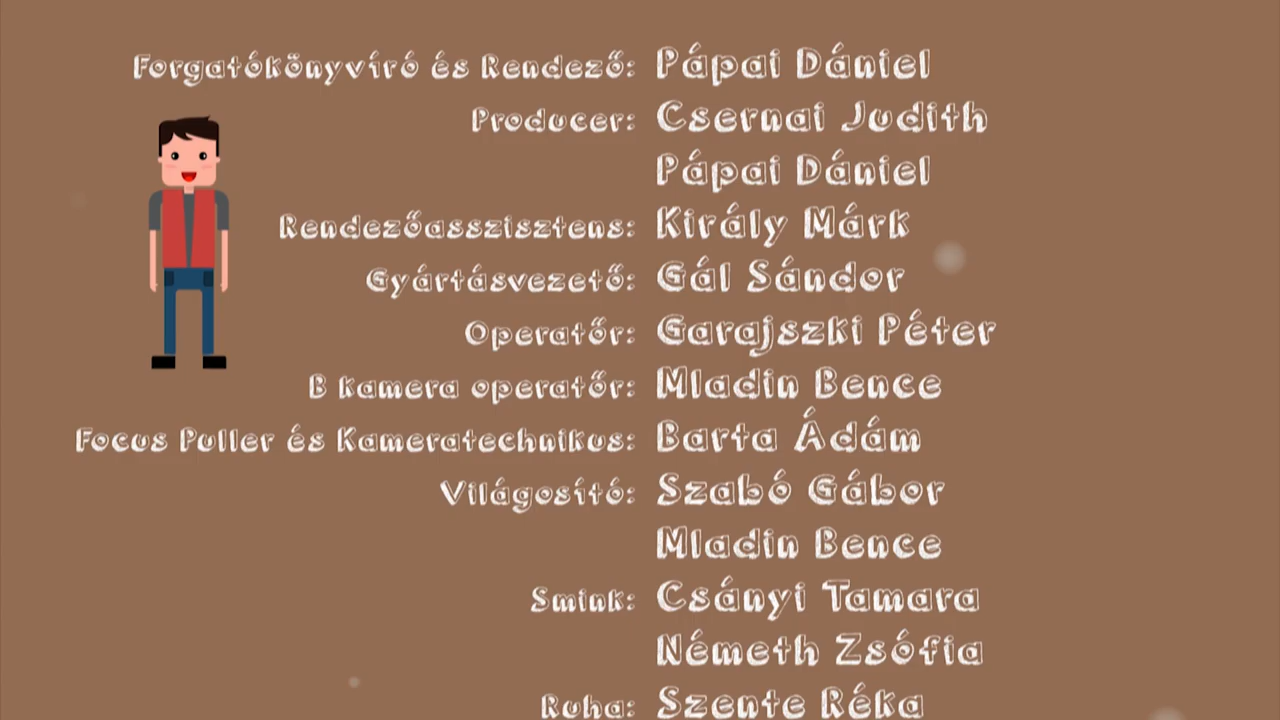 Forgatókönyvíró és Rendező: Pápai Dániel
Producer: Csernai Judith
Pápai Dániel
Rendezőasszisztens: Király Márk
Gyártásvezető: Gál Sándor
Operatőr: Garajszki Péter
B kamera operatőr: Mladin Bence
Focus Puller és Kameratechnikus: Barta Ádám
Világosító: Szabó Gábor
Mladin Bence
Smink: Csányi Tamara
Németh Zsófia
Ruha: Szente Réka